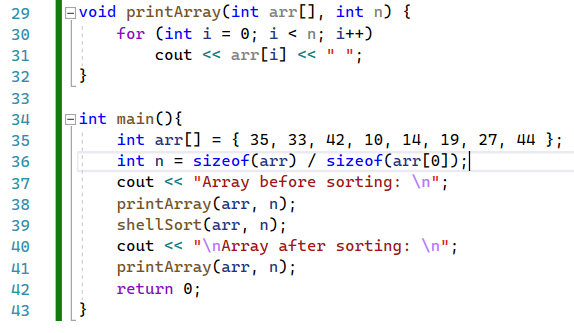 29 void printArray(int arr[], int n) {
30     for (int i = 0; i < n; i++)
31         cout << arr[i] << " ";
32 }
33
34 int main(){
35     int arr[] = { 35, 33, 42, 10, 14, 19, 27, 44 };
36     int n = sizeof(arr) / sizeof(arr[0]);
37     cout << "Array before sorting: \n";
38     printArray(arr, n);
39     shellSort(arr, n);
40     cout << "\nArray after sorting: \n";
41     printArray(arr, n);
42     return 0;
43 }